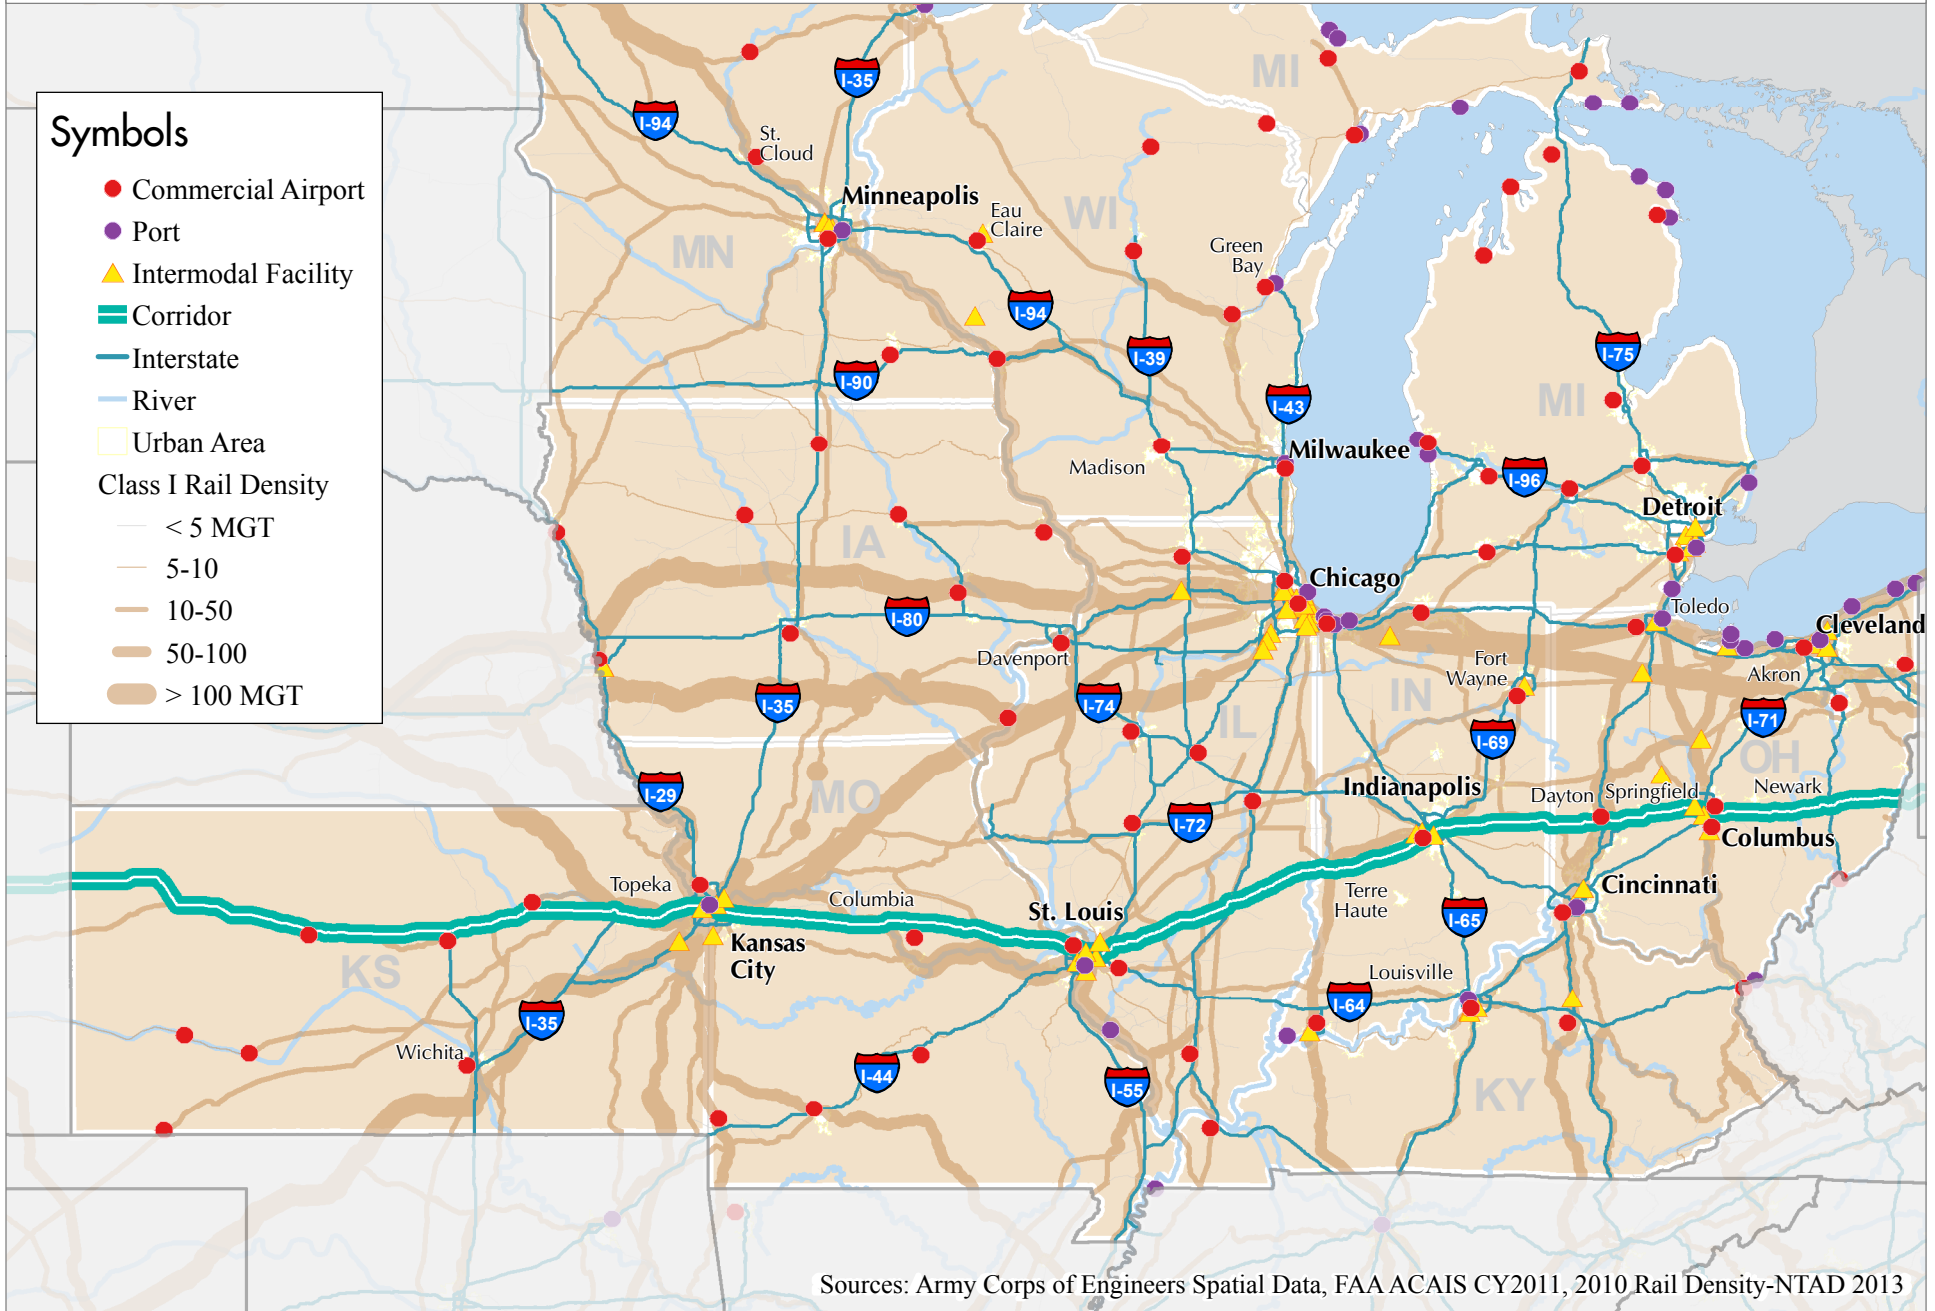 Symbols
Commercial Airport
Port
Intermodal Facility
Corridor
Interstate
River
Urban Area
Class I Rail Density
< 5 MGT
5-10
10-50
50-100
> 100 MGT
MI
I-35
I-94
St.
Cloud
Minneapolis
Eau
Claire
WI
MN
Green
Bay
I-94
I-39
I-75
I-90
I-43
MI
Madison
Milwaukee
I-96
Detroit
IA
Chicago
I-80
Toledo
Cleveland
Davenport
Fort
Wayne
Akron
I-35
I-74
IL
IN
I-71
I-69
OH
I-29
MO
Indianapolis
Dayton
Springfield
Newark
I-72
Columbus
Topeka
Columbia
St. Louis
Terre
Haute
Cincinnati
I-65
Kansas
City
KS
Louisville
I-64
I-35
Wichita
I-44
I-55
KY
Sources: Army Corps of Engineers Spatial Data, FAA ACAIS CY2011, 2010 Rail Density-NTAD 2013